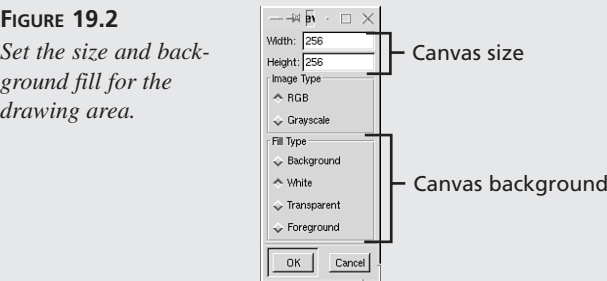 FIGURE 19.2
Set the size and back-
ground fill for the
drawing area.
Width: 256
Height: 256
Image Type
RGB
Grayscale
Fill Type
Background
White
Transparent
Foreground
OK Cancel
Canvas size
Canvas background